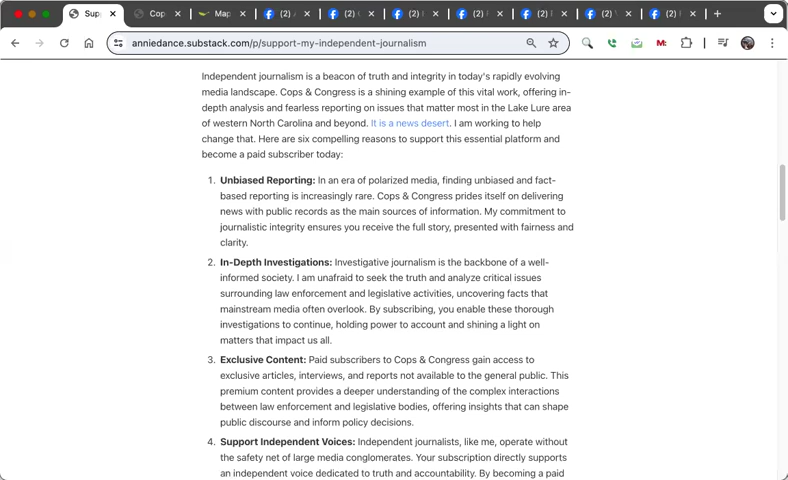 Sup
Cop
Map
(2)
(2)
(2)
(2)
(2)
(2)
(2)
anniedance.substack.com/p/support-my-independent-journalism
Independent journalism is a beacon of truth and integrity in today's rapidly evolving
media landscape. Cops & Congress is a shining example of this vital work, offering in-
depth analysis and fearless reporting on issues that matter most in the Lake Lure area
of western North Carolina and beyond. It is a news desert. I am working to help
change that. Here are six compelling reasons to support this essential platform and
become a paid subscriber today:
1. Unbiased Reporting: In an era of polarized media, finding unbiased and fact-
based reporting is increasingly rare. Cops & Congress prides itself on delivering
news with public records as the main sources of information. My commitment to
journalistic integrity ensures you receive the full story, presented with fairness and
clarity.
2. In-Depth Investigations: Investigative journalism is the backbone of a well-
informed society. I am unafraid to seek the truth and analyze critical issues
surrounding law enforcement and legislative activities, uncovering facts that
mainstream media often overlook. By subscribing, you enable these thorough
investigations to continue, holding power to account and shining a light on
matters that impact us all.
3. Exclusive Content: Paid subscribers to Cops & Congress gain access to
exclusive articles, interviews, and reports not available to the general public. This
premium content provides a deeper understanding of the complex interactions
between law enforcement and legislative bodies, offering insights that can shape
public discourse and inform policy decisions.
4. Support Independent Voices: Independent journalists, like me, operate without
the safety net of large media conglomerates. Your subscription directly supports
an independent voice dedicated to truth and accountability. By becoming a paid